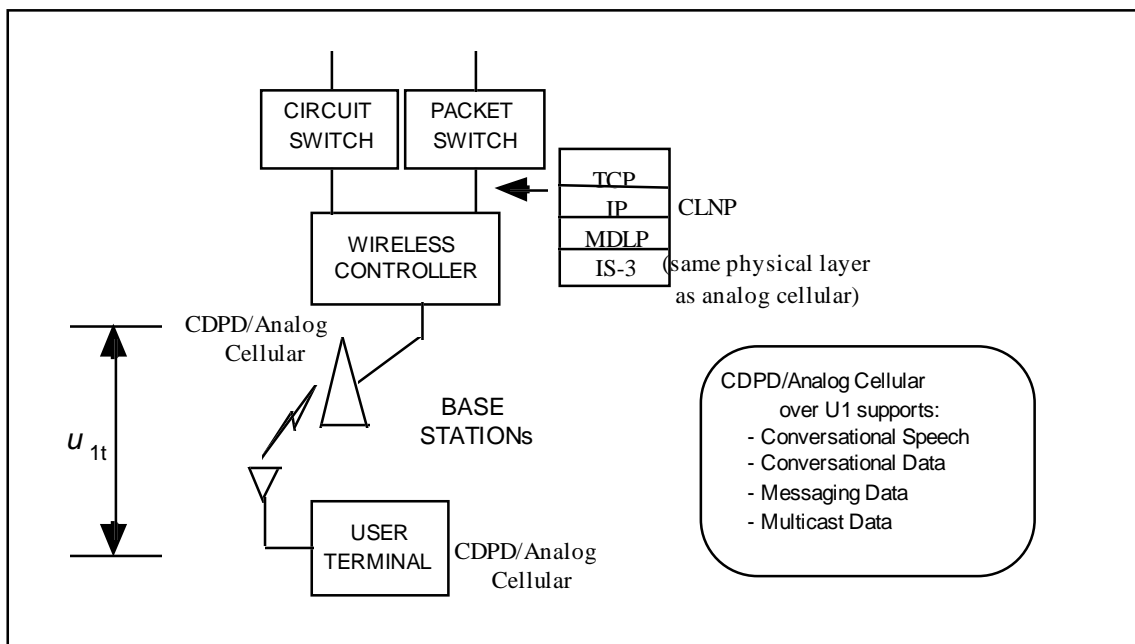 CIRCUIT
SWITCH
PACKET
SWITCH
TCP
IP
CLNP
MDLP
IS-3
(same physical layer
as analog cellular)
WIRELESS
CONTROLLER
CDPD/Analog
Cellular
BASE
STATIONs
u 1t
USER
TERMINAL
CDPD/Analog
Cellular
CDPD/Analog Cellular
over U1 supports:
- Conversational Speech
- Conversational Data
- Messaging Data
- Multicast Data